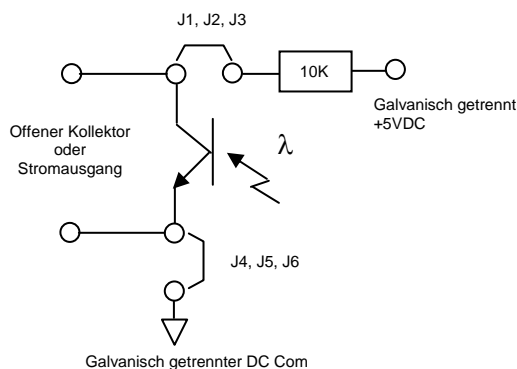 J1, J2, J3
10K
Galvanisch getrennt
+5VDC
Offener Kollektor
oder
Stromausgang
λ
J4, J5, J6
Galvanisch getrennter DC Com